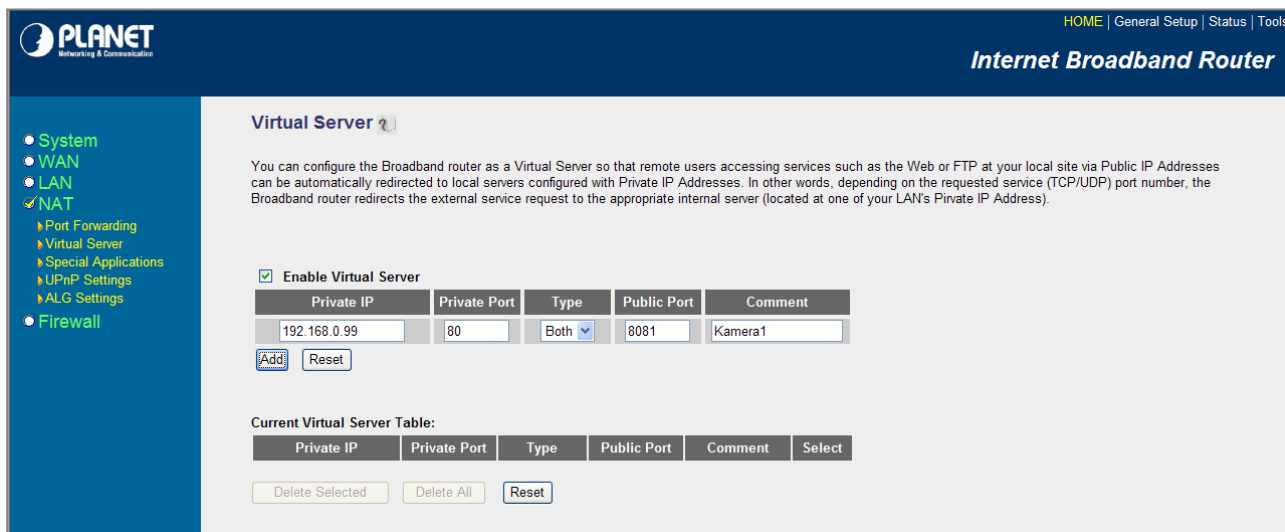 PLANET
Networking & Communication
HOME | General Setup | Status | Tools
Internet Broadband Router
System
WAN
LAN
NAT
Port Forwarding
Virtual Server
Special Applications
UPnP Settings
ALG Settings
Firewall
Virtual Server
You can configure the Broadband router as a Virtual Server so that remote users accessing services such as the Web or FTP at your local site via Public IP Addresses
can be automatically redirected to local servers configured with Private IP Addresses. In other words, depending on the requested service (TCP/UDP) port number, the
Broadband router redirects the external service request to the appropriate internal server (located at one of your LAN's Pirvate IP Address).
Enable Virtual Server
Private IP Private Port Type Public Port Comment
192.168.0.99 80 Both 8081 Kamera1
Add Reset
Current Virtual Server Table:
Private IP Private Port Type Public Port Comment Select
Delete Selected Delete All Reset